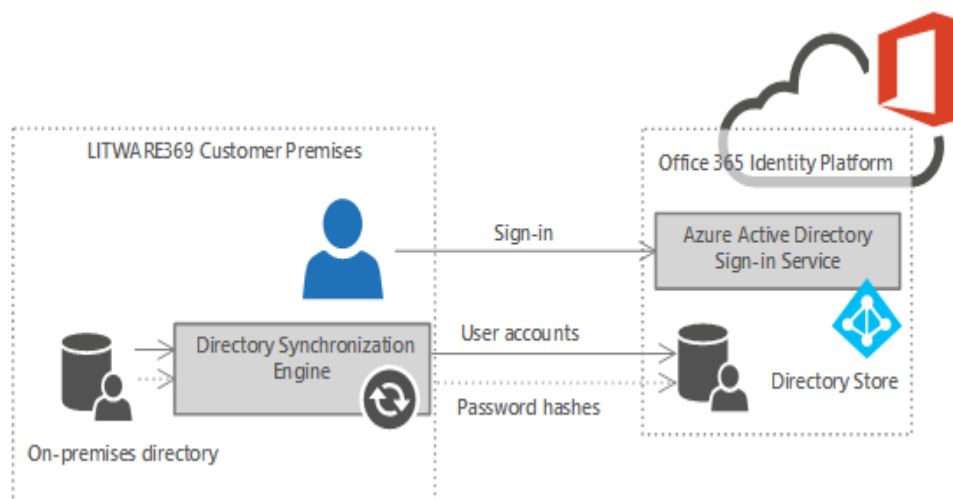 LITWARE369 Customer Premises
Office 365 Identity Platform
Sign-in
Azure Active Directory
Sign-in Service
User accounts
Directory Synchronization
Engine
Directory Store
Password hashes
On-premises directory